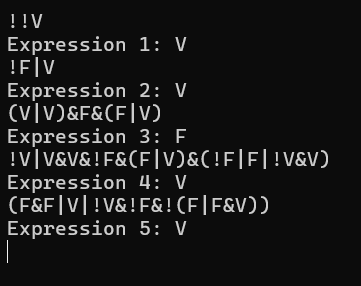 !!V
Expression 1: V
!F|V
Expression 2: V
(V|V)&F&(F|V)
Expression 3: F
!V|V&V&!F&(F|V)&(!F|F|!V&V)
Expression 4: V
(F&F|V|!V&!F&!(F|F&V))
Expression 5: V